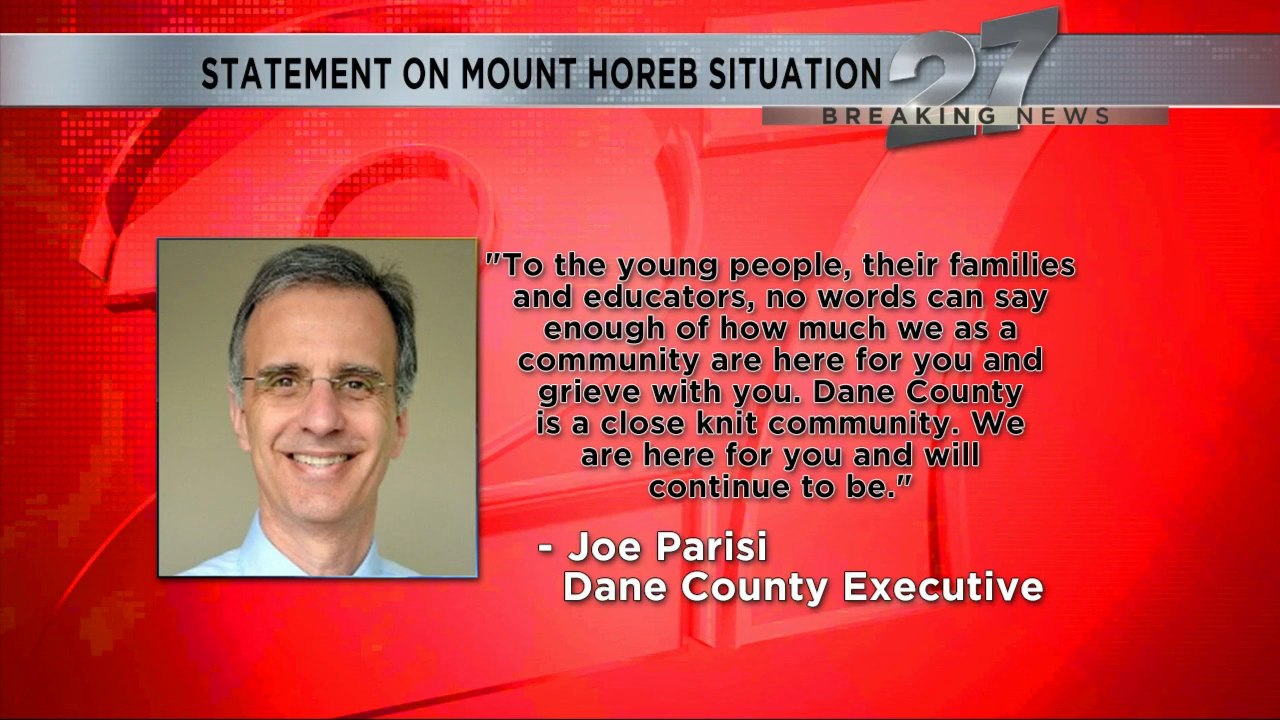 STATEMENT ON MOUNT HOREB SITUATION
27
BREAKING NEWS
"To the young people, their families
and educators, no words can say
enough of how much we as a
community are here for you and
grieve with you. Dane County
is a close knit community. We
are here for you and will
continue to be."
- Joe Parisi
Dane County Executive